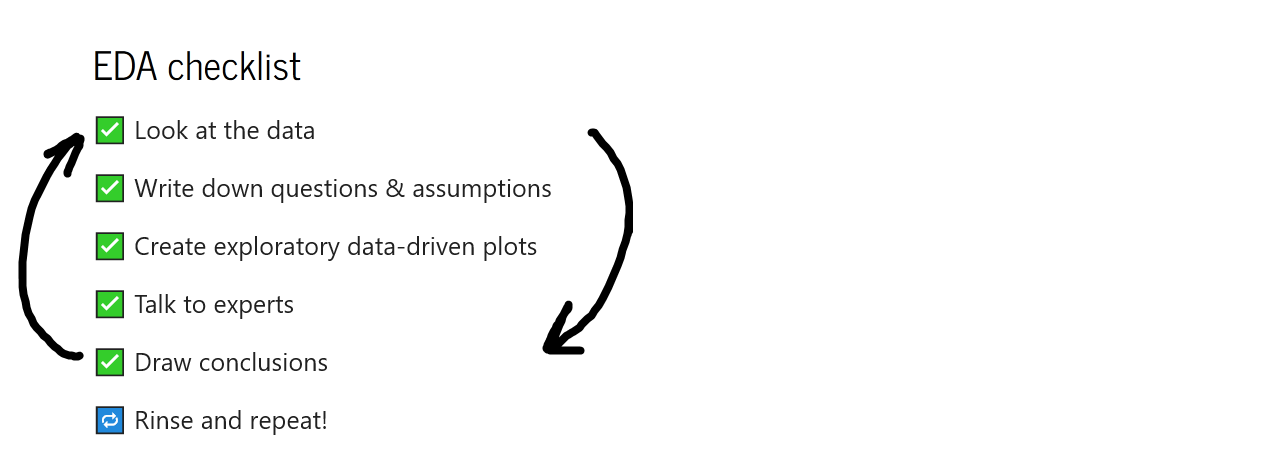 EDA checklist
✅ Look at the data
✅ Write down questions & assumptions
✅ Create exploratory data-driven plots
✅ Talk to experts
✅ Draw conclusions
🔁 Rinse and repeat!